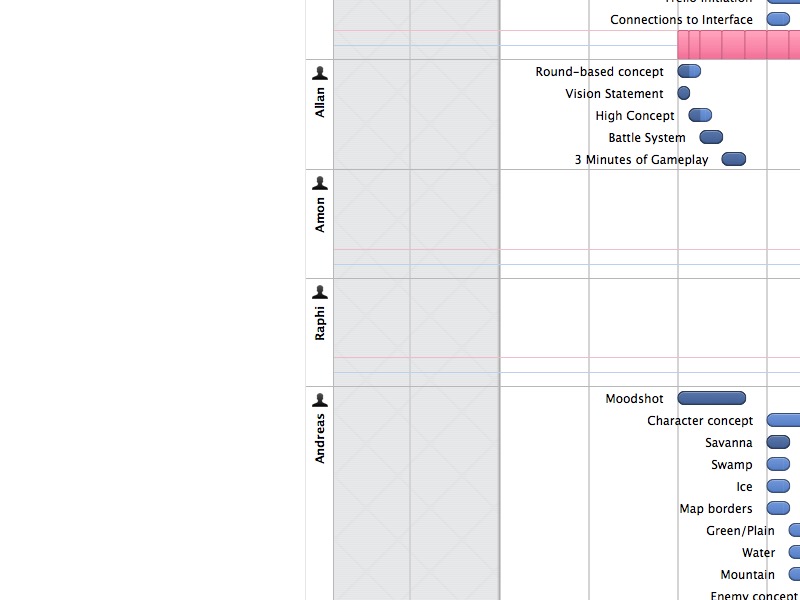 Connections to Interface
Allan
Round-based concept
Vision Statement
High Concept
Battle System
3 Minutes of Gameplay
Amon
Raphi
Andreas
Moodshot
Character concept
Savanna
Swamp
Ice
Map borders
Green/Plain
Water
Mountain
Enemy concept